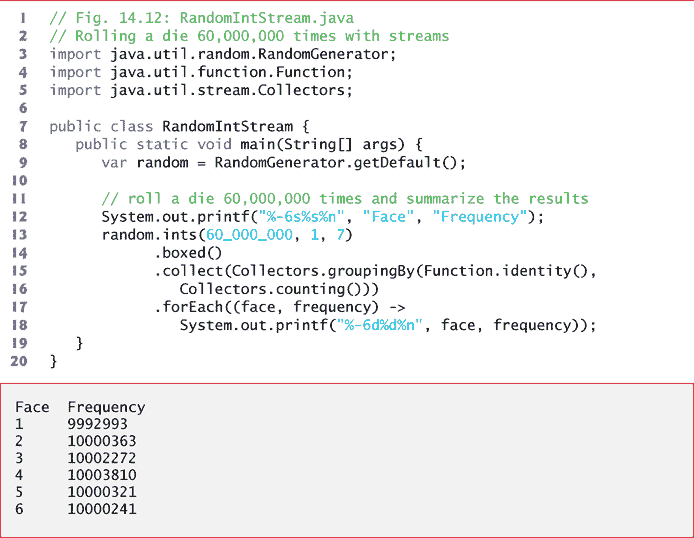 1 // Fig. 14.12: RandomIntStream.java
2 // Rolling a die 60,000,000 times with streams
3 import java.util.random.RandomGenerator;
4 import java.util.function.Function;
5 import java.util.stream.Collectors;
6
7 public class RandomIntStream {
8    public static void main(String[] args) {
9       var random = RandomGenerator.getDefault();
10
11       // roll a die 60,000,000 times and summarize the results
12       System.out.printf("%-6s%s%n", "Face", "Frequency");
13       random.ints(60_000_000, 1, 7)
14             .boxed()
15             .collect(Collectors.groupingBy(Function.identity(),
16                Collectors.counting()))
17             .forEach((face, frequency) ->
18                System.out.printf("%-6d%d%n", face, frequency));
19    }
20 }
Face  Frequency
1     9992993
2     10000363
3     10002272
4     10003810
5     10000321
6     10000241